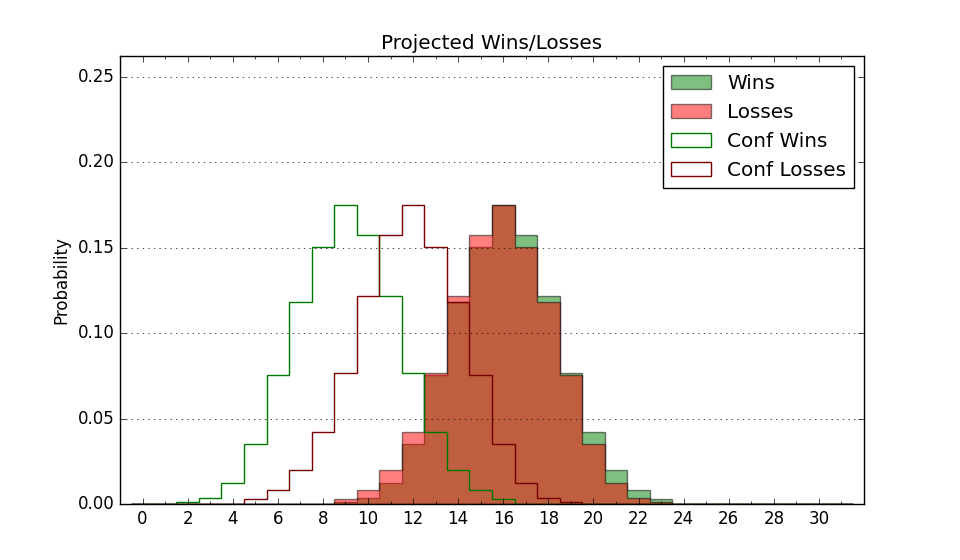 Projected Wins/Losses
0.25
0.20
0.15
0.10
0.05
0.00
Probability
Wins
Losses
Conf Wins
Conf Losses
0 2 4 6 8 10 12 14 16 18 20 22 24 26 28 30